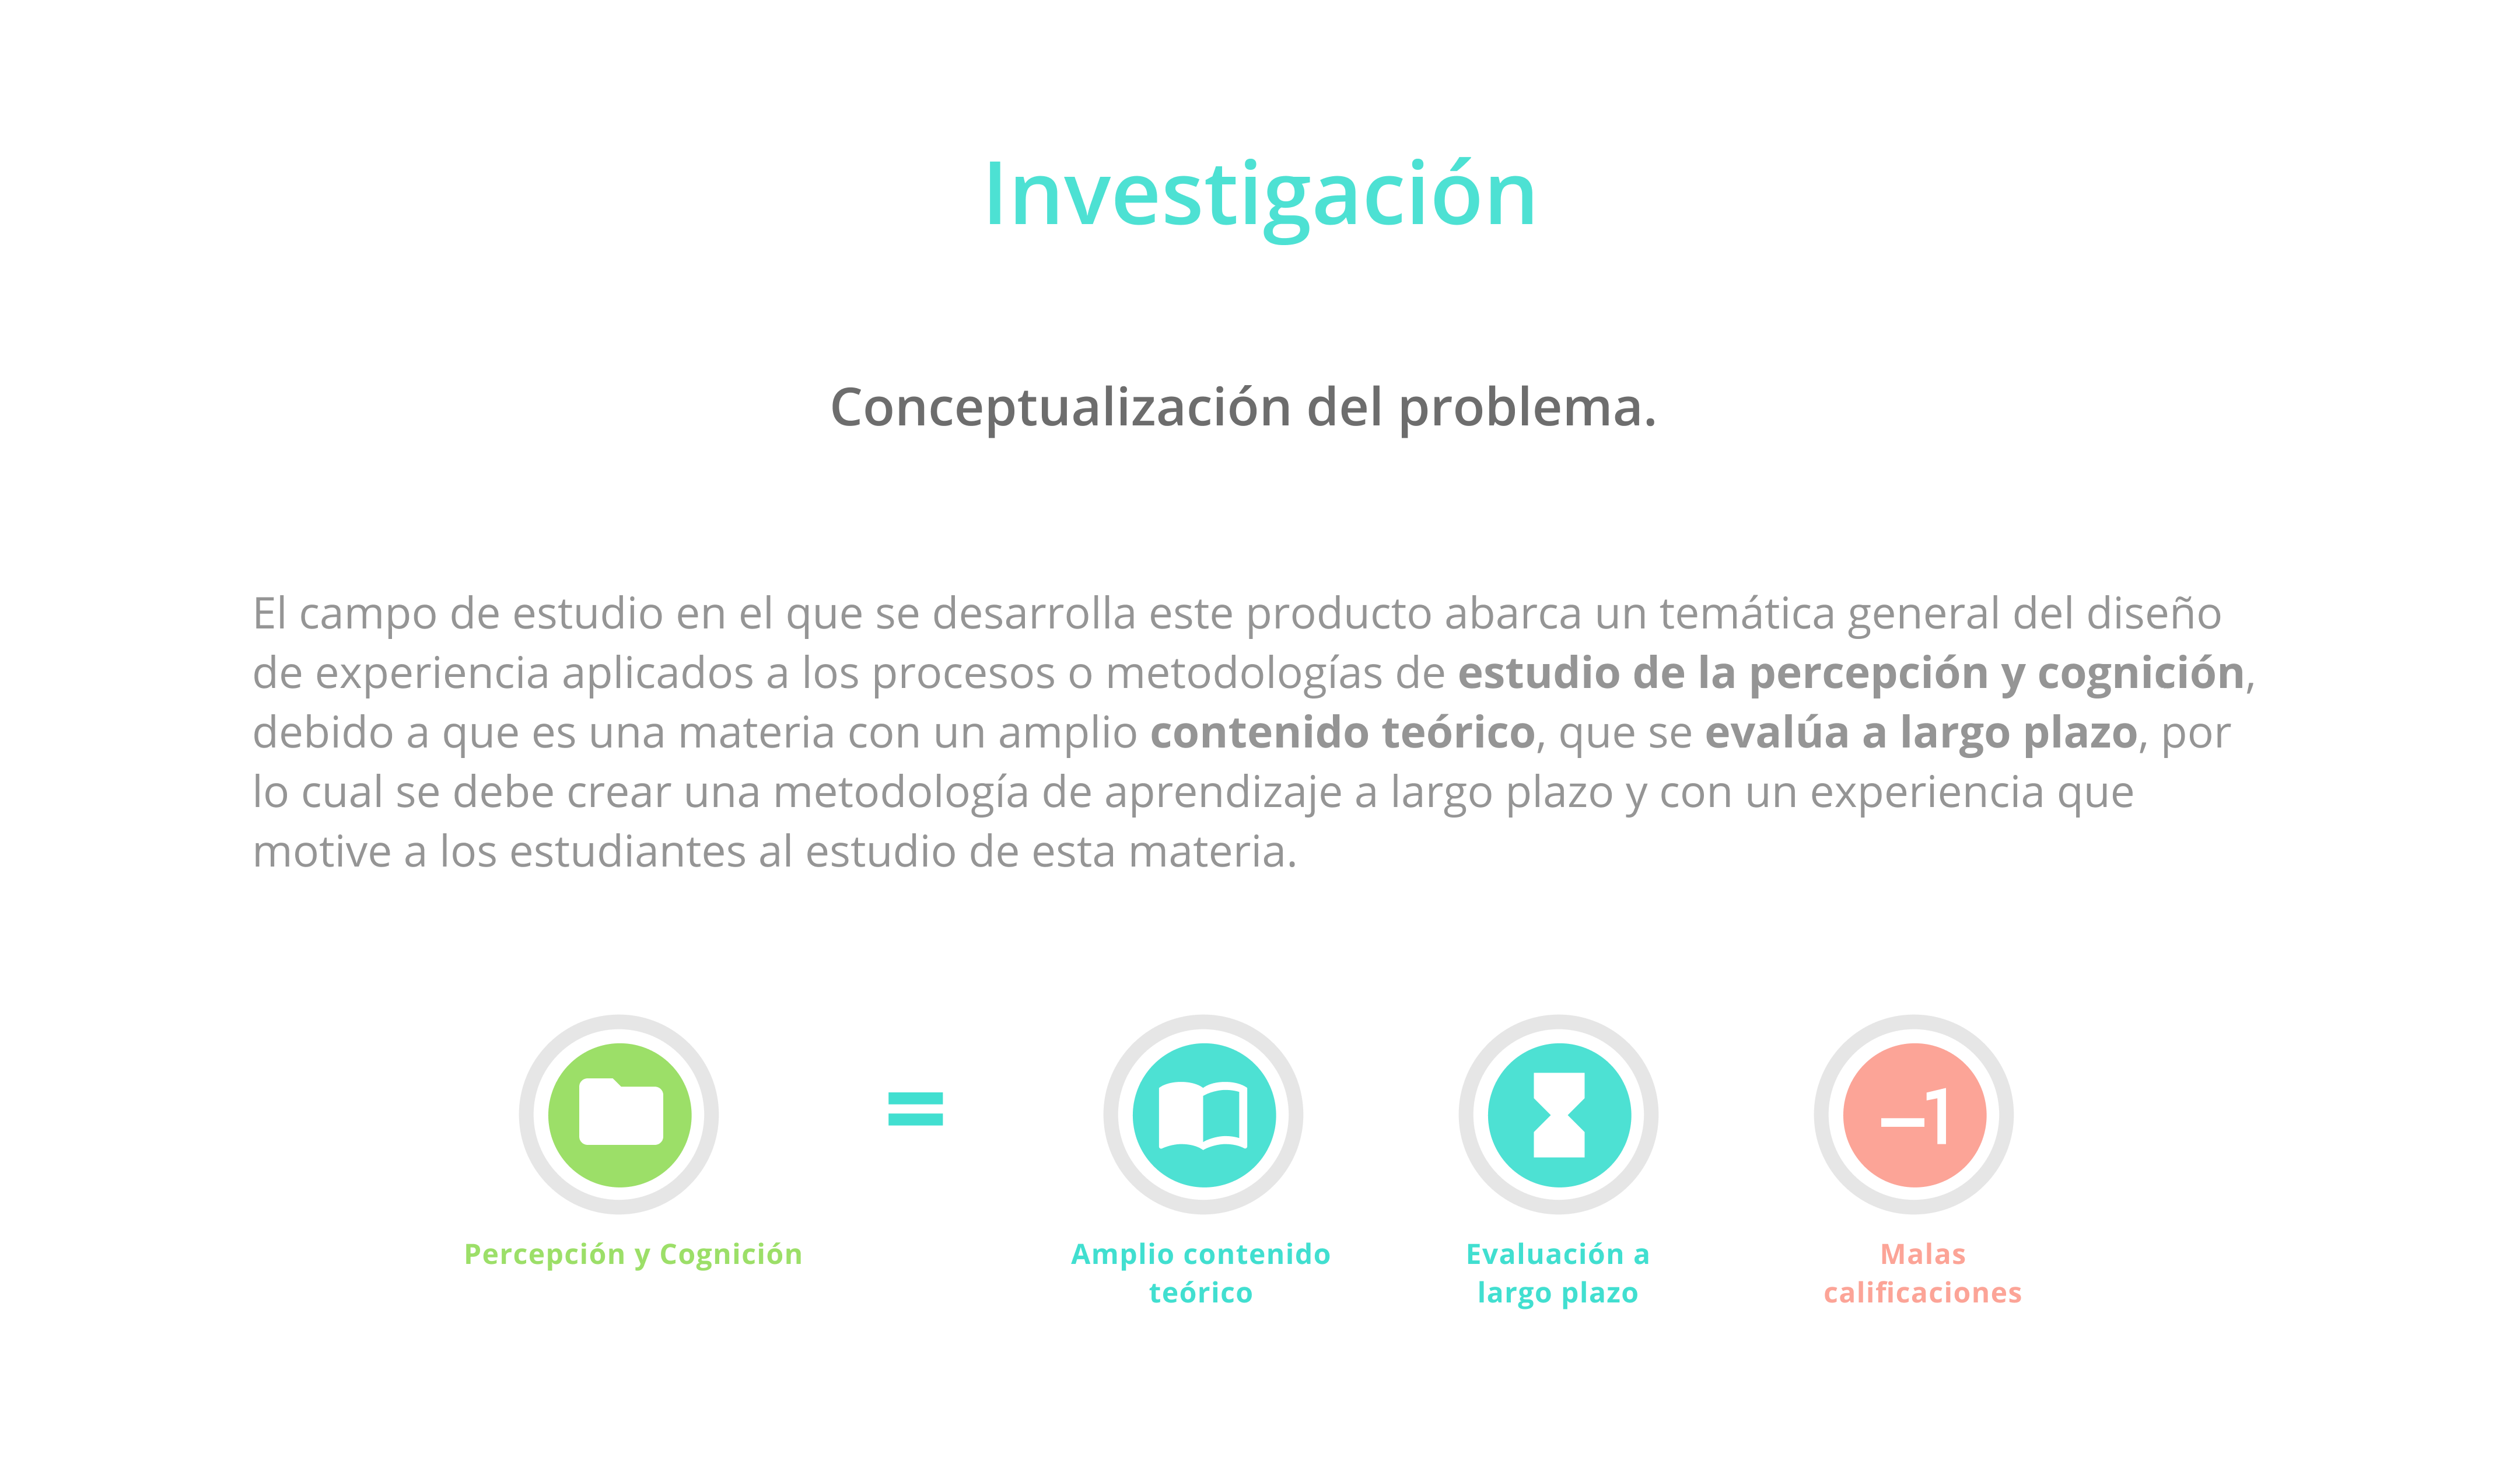 Investigación
Conceptualización del problema.
El campo de estudio en el que se desarrolla este producto abarca un temática general del diseño
de experiencia aplicados a los procesos o metodologías de estudio de la percepción y cognición,
debido a que es una materia con un amplio contenido teórico, que se evalúa a largo plazo, por
lo cual se debe crear una metodología de aprendizaje a largo plazo y con un experiencia que
motive a los estudiantes al estudio de esta materia.
=
–1
Percepción y Cognición
Amplio contenido
teórico
Evaluación a
largo plazo
Malas
calificaciones